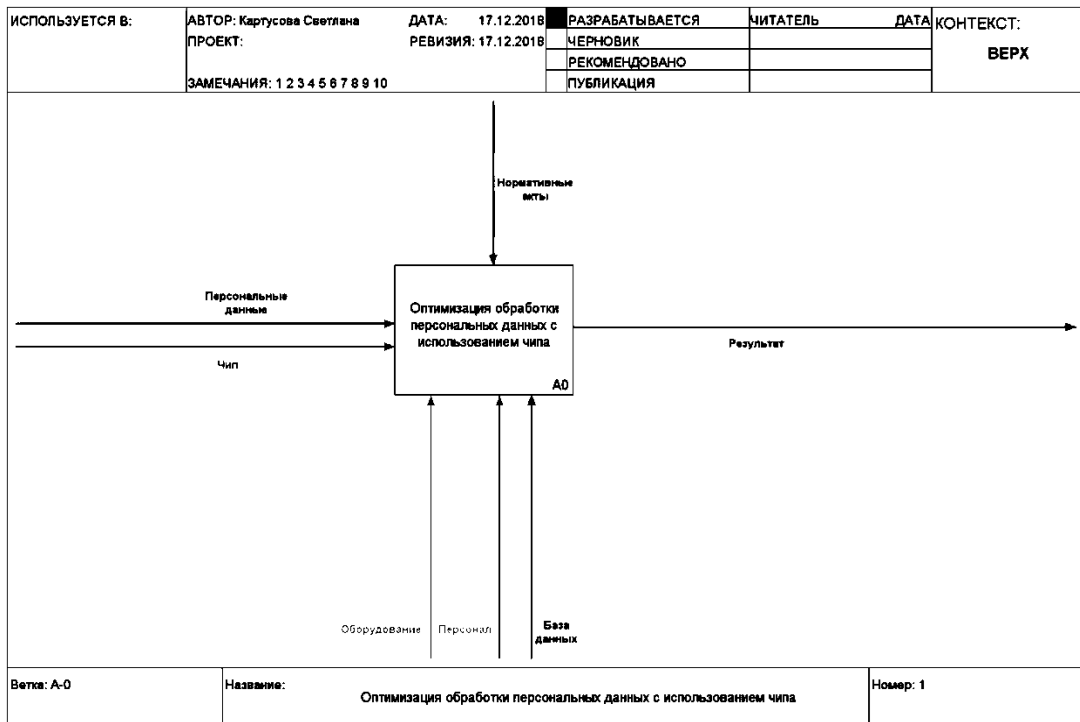 ИСПОЛЬЗУЕТСЯ В:
АВТОР: Картусова Светлана
ДАТА: 17.12.2018
ПРОЕКТ:
РЕВИЗИЯ: 17.12.2018
ЗАМЕЧАНИЯ: 1 2 3 4 5 6 7 8 9 10
РАЗРАБАТЫВАЕТСЯ
ЧЕРНОВИК
РЕКОМЕНДОВАНО
ПУБЛИКАЦИЯ
ЧИТАТЕЛЬ ДАТА
КОНТЕКСТ:
ВЕРХ
Нормативные
акты
Персональные
данные
Чип
Оптимизация обработки
персональных данных с
использованием чипа
A0
Результат
Оборудование
Персонал
База
данных
Ветка: A-0
Название:
Оптимизация обработки персональных данных с использованием чипа
Номер: 1